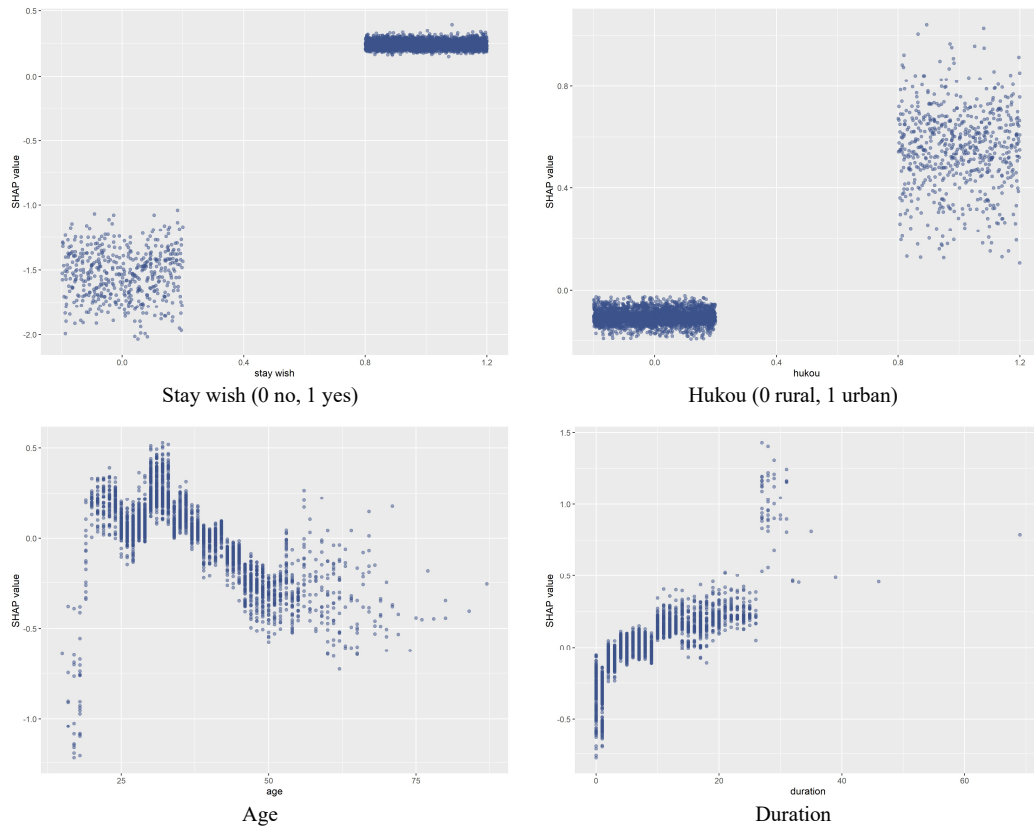 0.5
0.0
-0.5
-1.0
-1.5
-2.0
SHAP value
0.0 0.4 0.8 1.2
stay wish
Stay wish (0 no, 1 yes)
0.8
0.4
0.0
SHAP value
0.0 0.4 0.8 1.2
hukou
Hukou (0 rural, 1 urban)
0.5
0.0
-0.5
-1.0
SHAP value
25 50 75
age
Age
1.5
1.0
0.5
0.0
-0.5
SHAP value
0 20 40 60
duration
Duration